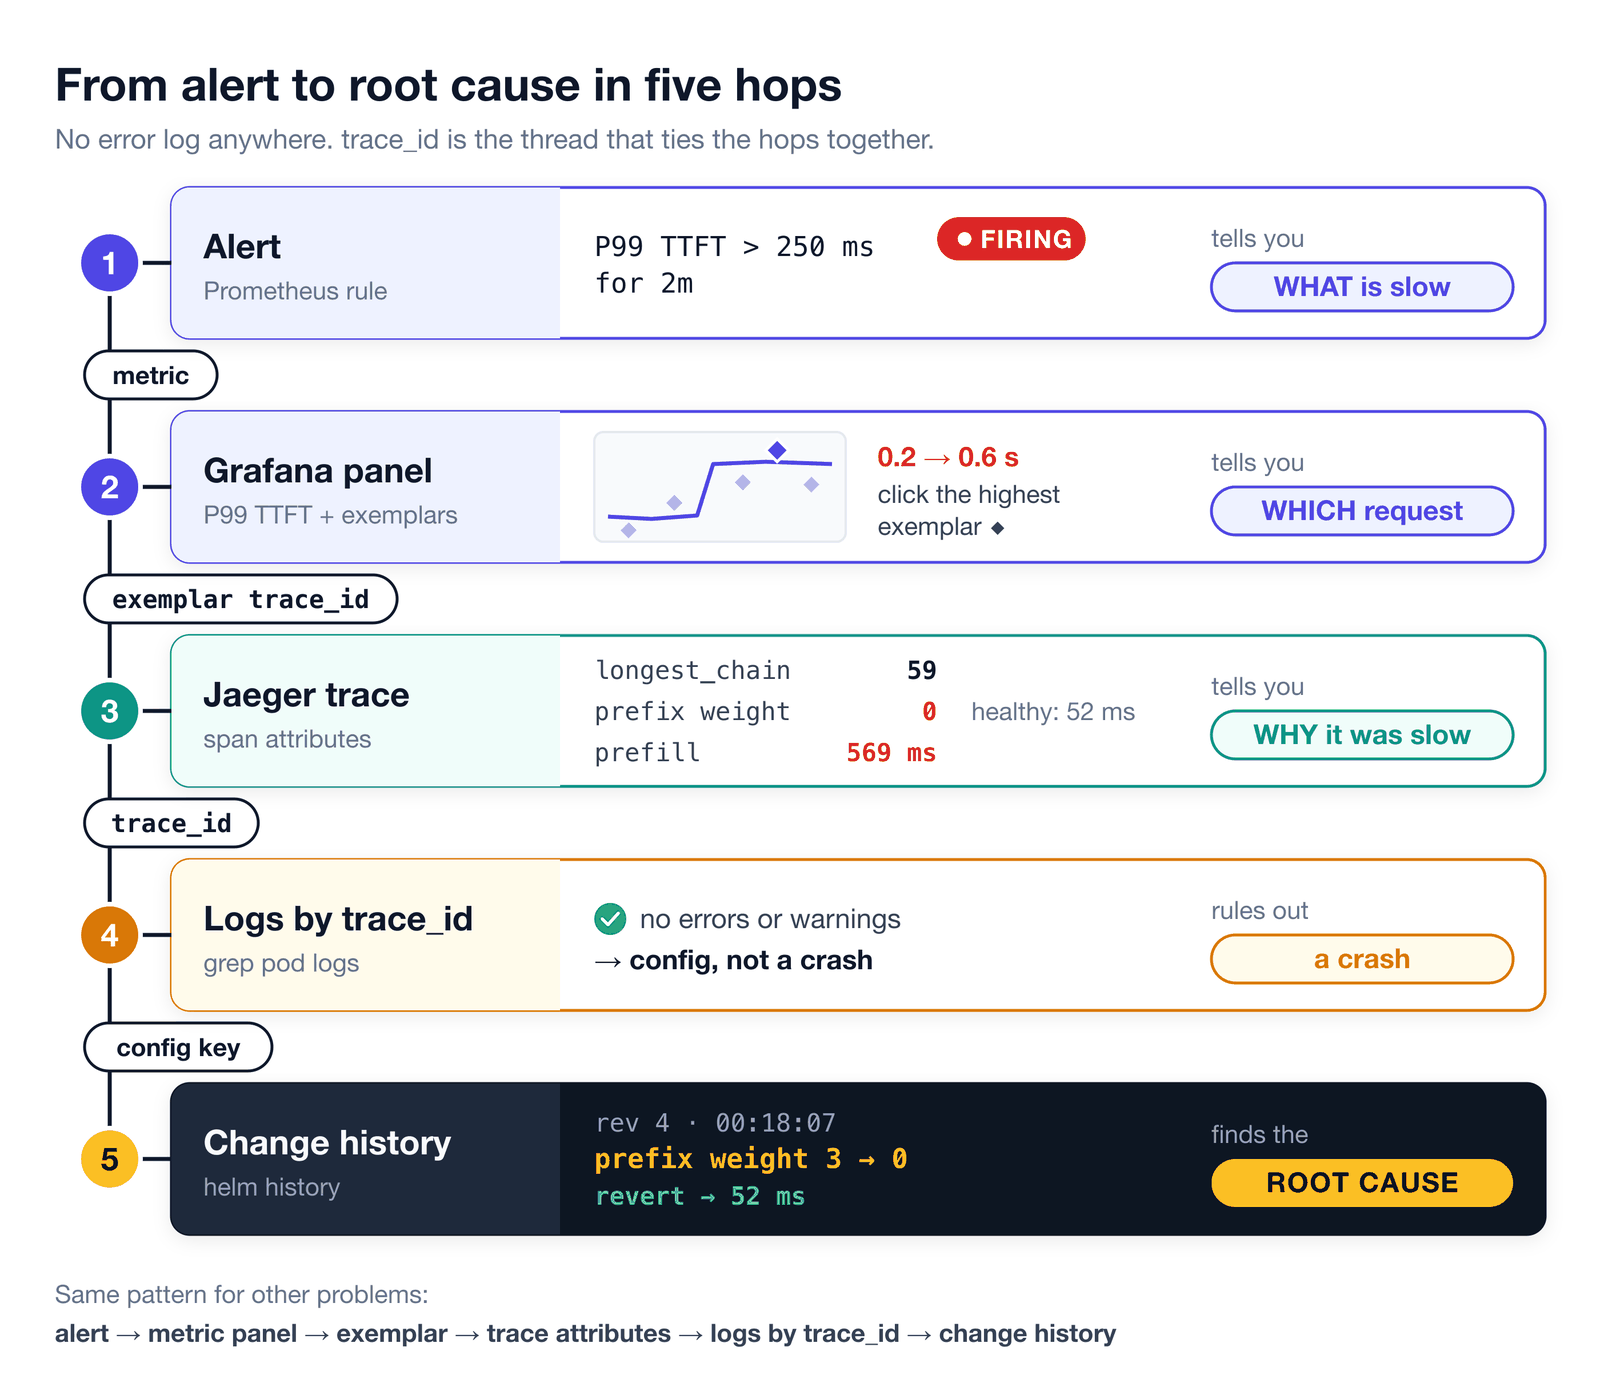 From alert to root cause in five hops
No error log anywhere. trace_id is the thread that ties the hops together.
1
Alert
Prometheus rule
P99 TTFT > 250 ms
for 2m
FIRING
tells you
WHAT is slow
metric
2
Grafana panel
P99 TTFT + exemplars
0.2 → 0.6 s
click the highest
exemplar ◆
tells you
WHICH request
exemplar trace_id
3
Jaeger trace
span attributes
longest_chain 59
prefix weight 0 healthy: 52 ms
prefill 569 ms
tells you
WHY it was slow
trace_id
4
Logs by trace_id
grep pod logs
no errors or warnings
→ config, not a crash
rules out
a crash
config key
5
Change history
helm history
rev 4 · 00:18:07
prefix weight 3 → 0
revert → 52 ms
finds the
ROOT CAUSE
Same pattern for other problems:
alert → metric panel → exemplar → trace attributes → logs by trace_id → change history